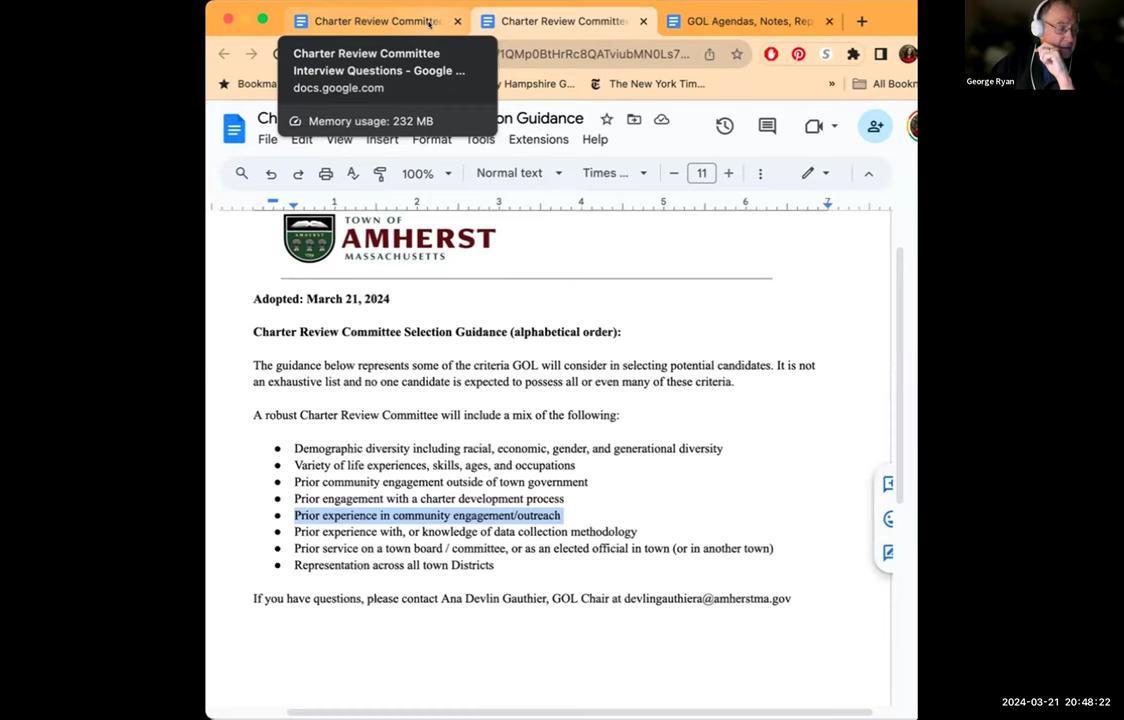 Charter Review Committe
Charter Review Committe
GOL Agendas, Notes, Rep
1QMp0BtHrRc8QATviubMN0Ls7...
Charter Review Committee
Interview Questions - Google ...
docs.google.com
Memory usage: 232 MB
Bookma
Hampshire G...
The New York Tim...
»
All Book
Ch
on Guidance
File Edit View Insert Format Tools Extensions Help
100% Normal text Times ... 11
1 2 3 4 5 6 7
TOWN OF
AMHERST
MASSACHUSETTS
Adopted: March 21, 2024
Charter Review Committee Selection Guidance (alphabetical order):
The guidance below represents some of the criteria GOL will consider in selecting potential candidates. It is not
an exhaustive list and no one candidate is expected to possess all or even many of these criteria.
A robust Charter Review Committee will include a mix of the following:
● Demographic diversity including racial, economic, gender, and generational diversity
● Variety of life experiences, skills, ages, and occupations
● Prior community engagement outside of town government
● Prior engagement with a charter development process
● Prior experience in community engagement/outreach
● Prior experience with, or knowledge of data collection methodology
● Prior service on a town board / committee, or as an elected official in town (or in another town)
● Representation across all town Districts
If you have questions, please contact Ana Devlin Gauthier, GOL Chair at devlingauthiera@amherstma.gov
George Ryan
2024-03-21 20:48:22